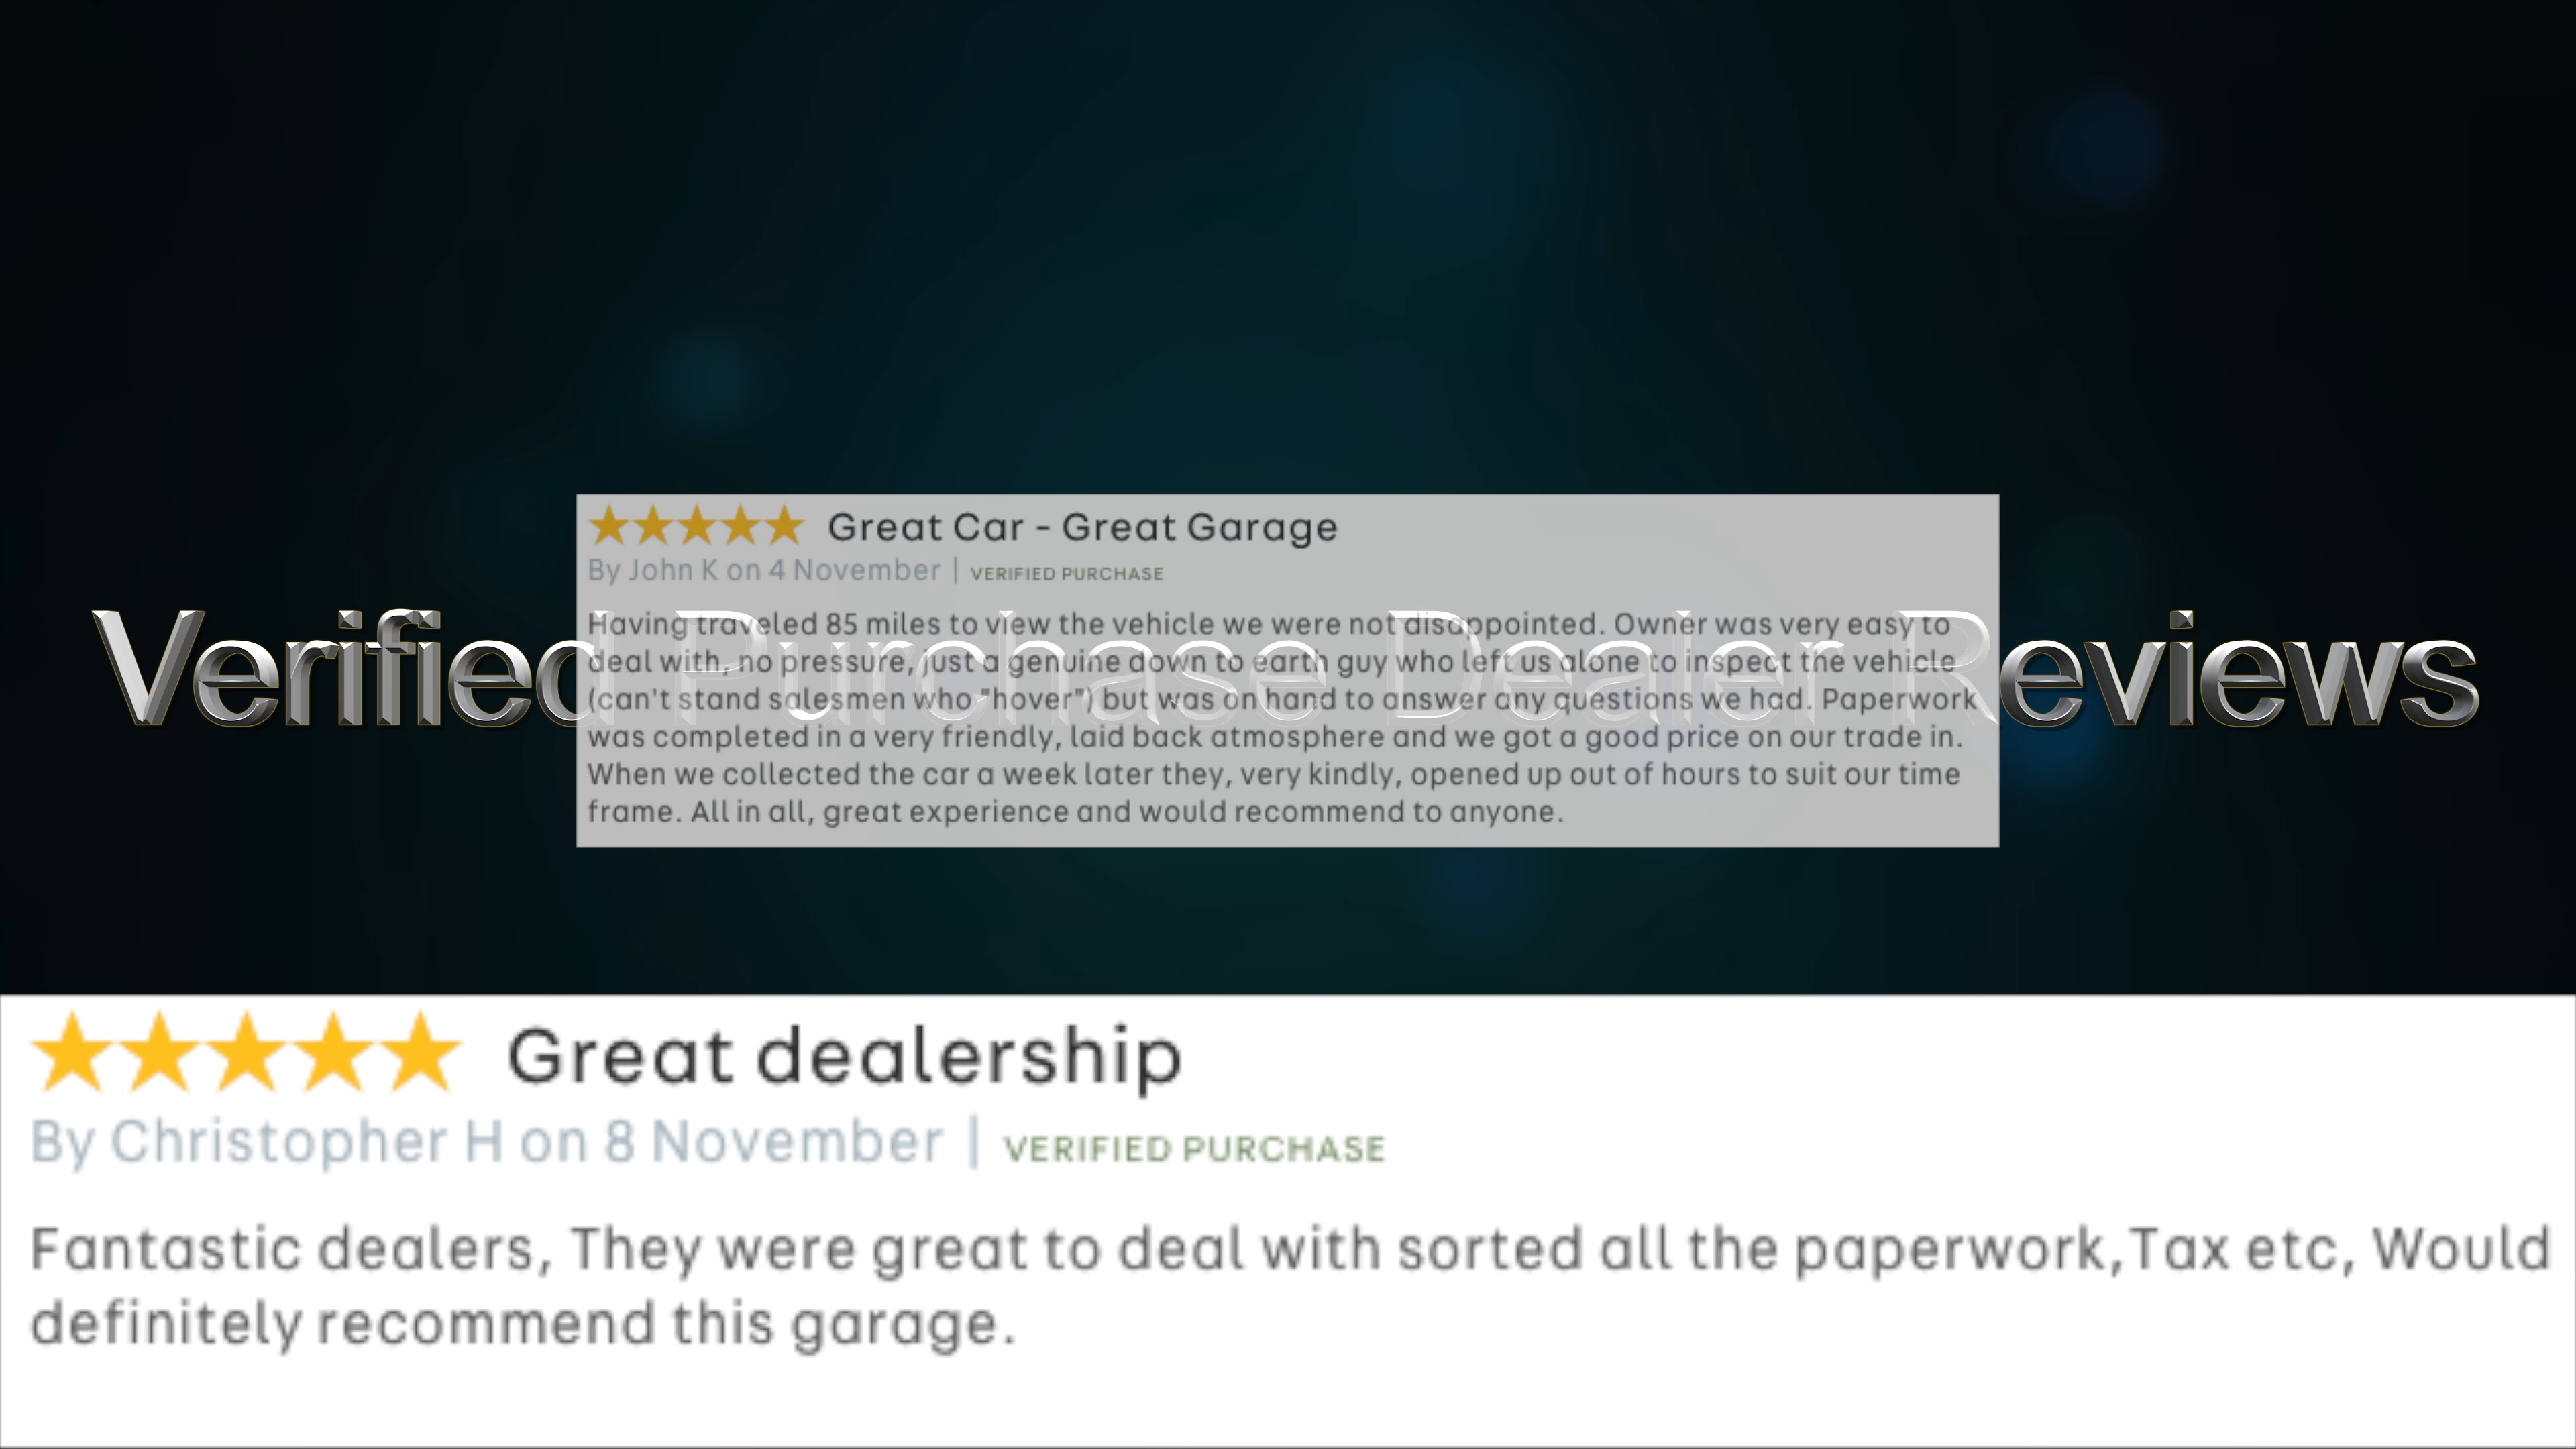 Great Car - Great Garage
By John K on 4 November | VERIFIED PURCHASE
Verified Purchase Dealer Reviews
Having traveled 85 miles to view the vehicle we were not disappointed. Owner was very easy to
deal with, no pressure, just a genuine down to earth guy who left us alone to inspect the vehicle
(can't stand salesmen who "hover") but was on hand to answer any questions we had. Paperwork
was completed in a very friendly, laid back atmosphere and we got a good price on our trade in.
When we collected the car a week later they, very kindly, opened up out of hours to suit our time
frame. All in all, great experience and would recommend to anyone.
Great dealership
By Christopher H on 8 November | VERIFIED PURCHASE
Fantastic dealers, They were great to deal with sorted all the paperwork,Tax etc, Would
definitely recommend this garage.